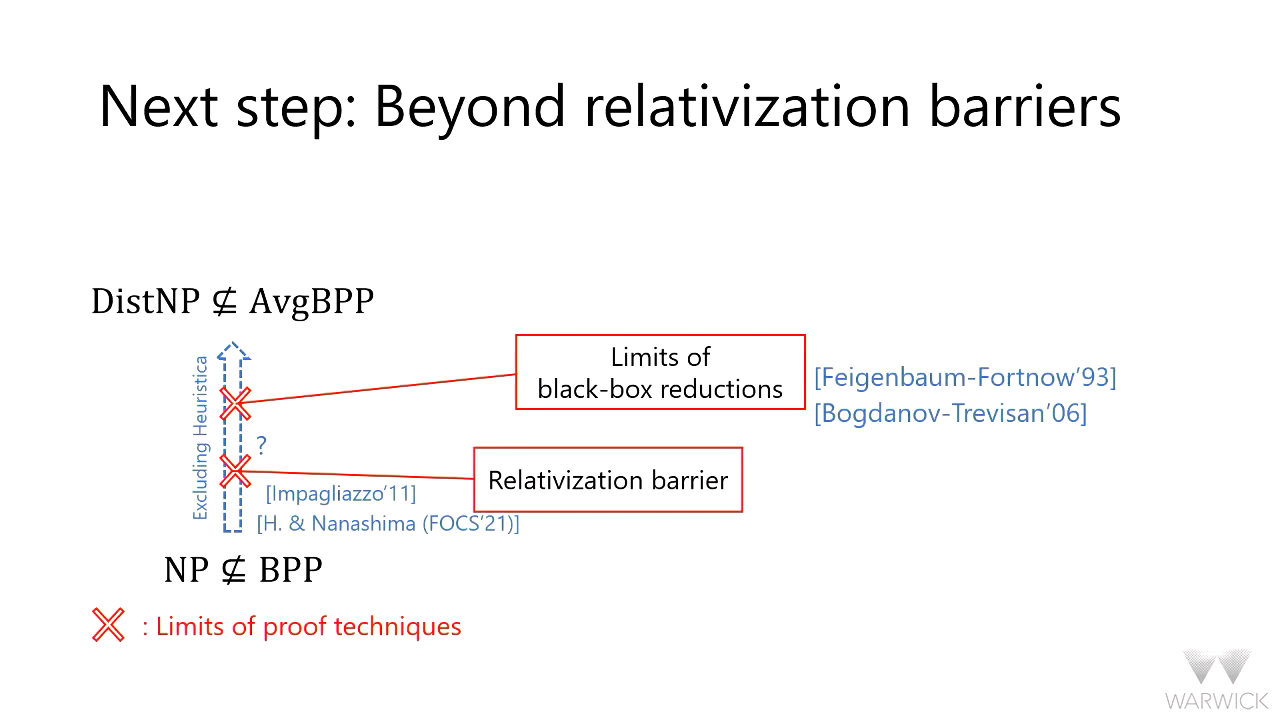 Next step: Beyond relativization barriers
DistNP ⊈ AvgBPP
Excluding Heuristica
Limits of
black-box reductions
[Feigenbaum-Fortnow’93]
[Bogdanov-Trevisan’06]
?
Relativization barrier
[Impagliazzo’11]
[H. & Nanashima (FOCS’21)]
NP ⊈ BPP
: Limits of proof techniques
WARWICK